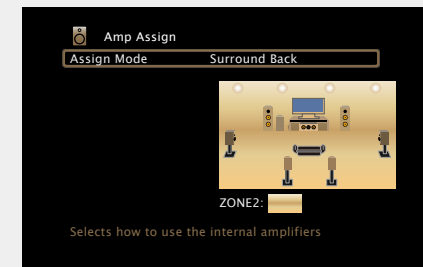 Amp Assign
Assign Mode Surround Back
ZONE2:
Selects how to use the internal amplifiers